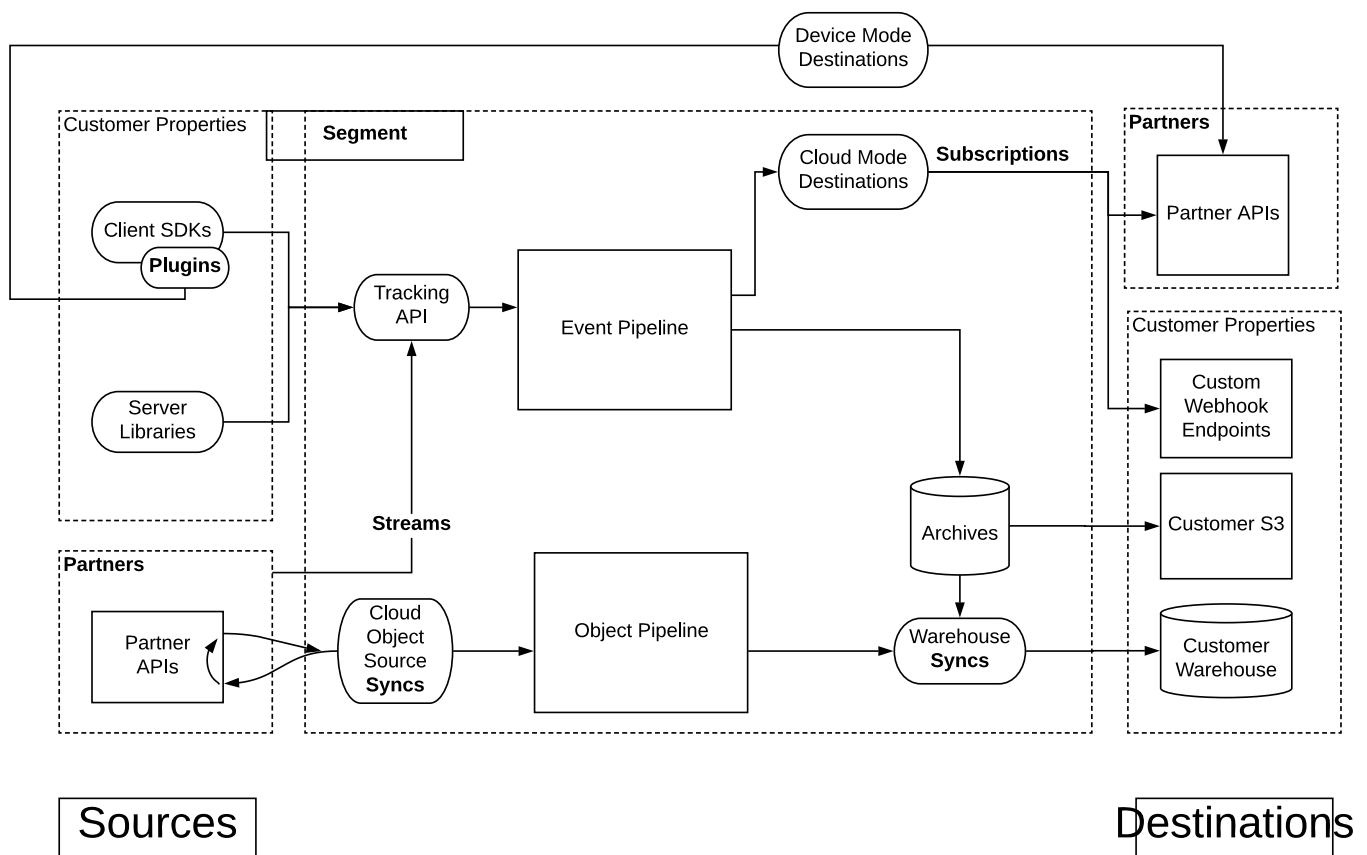 Device Mode
Destinations
Customer Properties
Segment
Partners
Cloud Mode
Destinations
Subscriptions
Partner APIs
Client SDKs
Plugins
Tracking
API
Event Pipeline
Customer Properties
Custom
Webhook
Endpoints
Server
Libraries
Streams
Archives
Customer S3
Partners
Partner
APIs
Cloud
Object
Source
Syncs
Object Pipeline
Warehouse
Syncs
Customer
Warehouse
Sources
Destinations